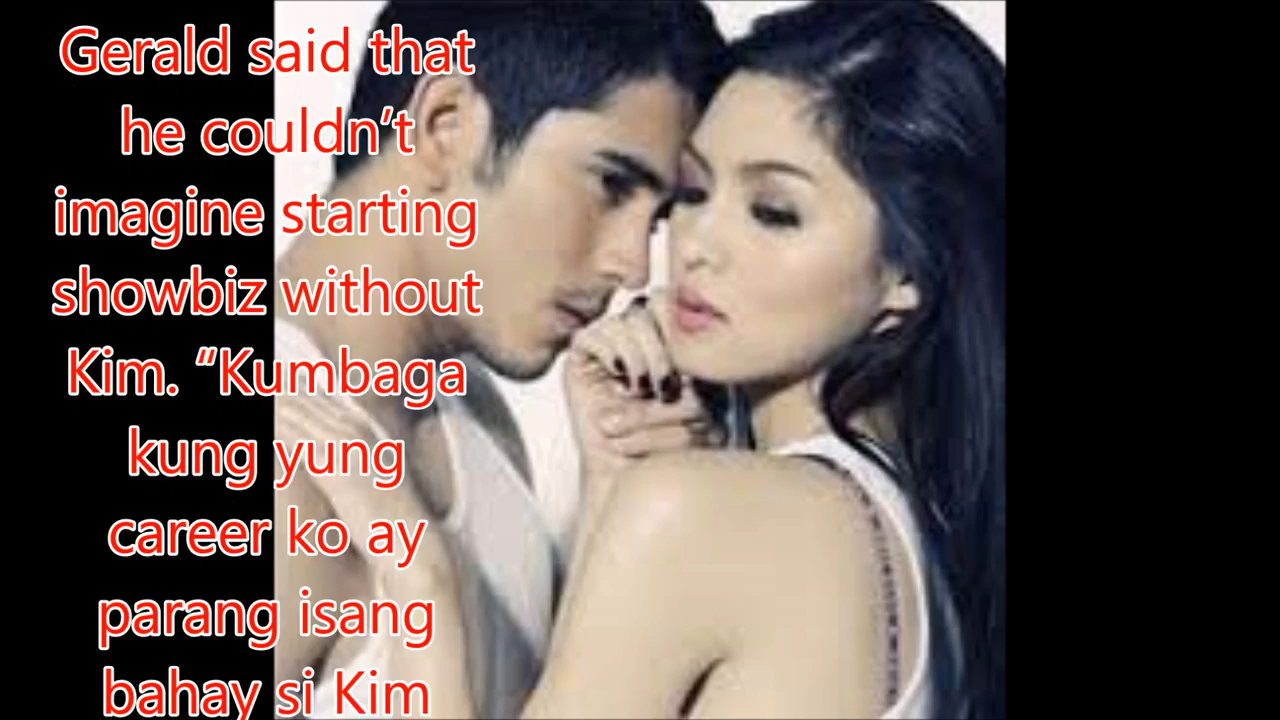 Gerald said that
he couldn’t
imagine starting
showbiz without
Kim. “Kumbaga
kung yung
career ko ay
parang isang
bahay si Kim